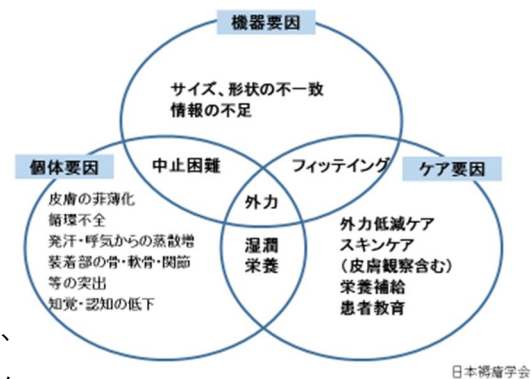 機器要因
サイズ、形状の不一致
情報の不足
個体要因
中止困難
フィッテイング
ケア要因
外力
皮膚の菲薄化
循環不全
発汗・呼気からの蒸散増
装着部の骨・軟骨・関節
等の突出
知覚・認知の低下
湿潤
栄養
外力低減ケア
スキンケア
（皮膚観察含む）
栄養補給
患者教育
、
日本褥瘡学会